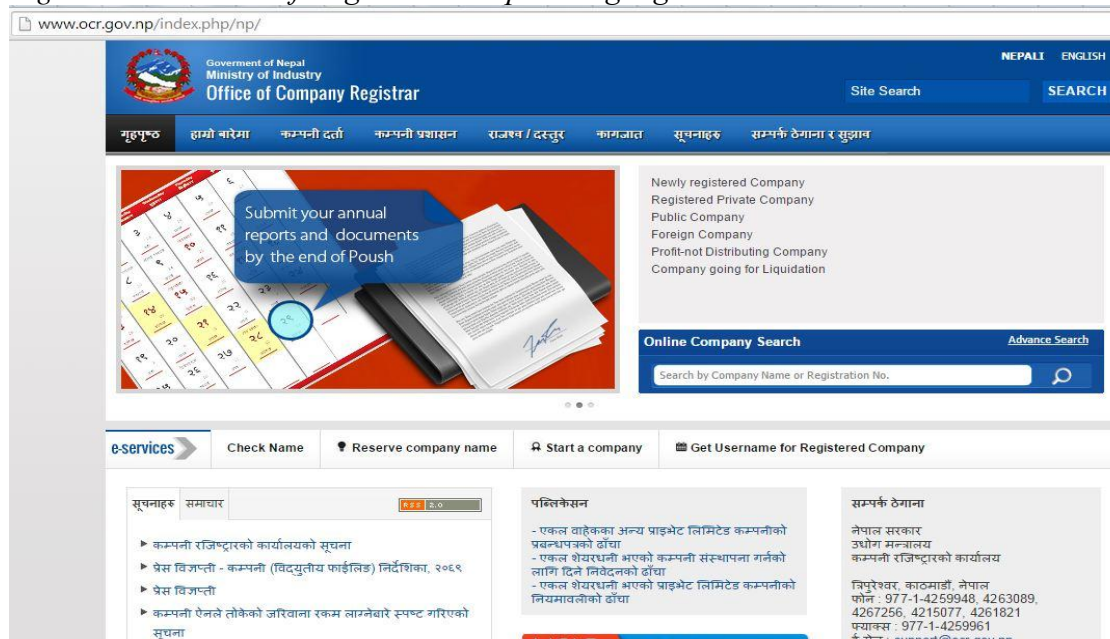 www.ocr.gov.np/index.php/np/
Goverment of Nepal
Ministry of Industry
Office of Company Registrar
NEPALI ENGLISH
Site Search
SEARCH
गृहपृष्ठ हाम्रो बारेमा कम्पनी दर्ता कम्पनी प्रशासन राजश्व / दस्तुर कागजात सूचनाहरु सम्पर्क ठेगाना र सुझाव
Submit your annual
reports and documents
by the end of Poush
Newly registered Company
Registered Private Company
Public Company
Foreign Company
Profit-not Distributing Company
Company going for Liquidation
Online Company Search
Advance Search
Search by Company Name or Registration No.
e-services
Check Name
Reserve company name
Start a company
Get Username for Registered Company
सूचनाहरु समाचार
RSS 2.0
कम्पनी रजिष्ट्रारको कार्यालयको सूचना
प्रेस विज्ञप्ती - कम्पनी (विद्युतीय फाईलिङ) निर्देशिका, २०६९
प्रेस विज्ञप्ती
कम्पनी ऐनले तोकेको जरिवाना रकम लाग्नेबारे स्पष्ट गरिएको
सूचना
पब्लिकेसन
- एकल वाहेकका अन्य प्राइभेट लिमिटेड कम्पनीको
प्रबन्धपत्रको ढाँचा
- एकल शेयरधनी भएको कम्पनी संस्थापना गर्नको
लागि दिने निवेदनको ढाँचा
- एकल शेयरधनी भएको प्राइभेट लिमिटेड कम्पनीको
नियमावलीको ढाँचा
सम्पर्क ठेगाना
नेपाल सरकार
उधोग मन्त्रालय
कम्पनी रजिष्ट्रारको कार्यालय
त्रिपुरेश्वर, काठमाडौं, नेपाल
फोन : 977-1-4259948, 4263089,
4267256, 4215077, 4261821
फ्याक्स : 977-1-4259961